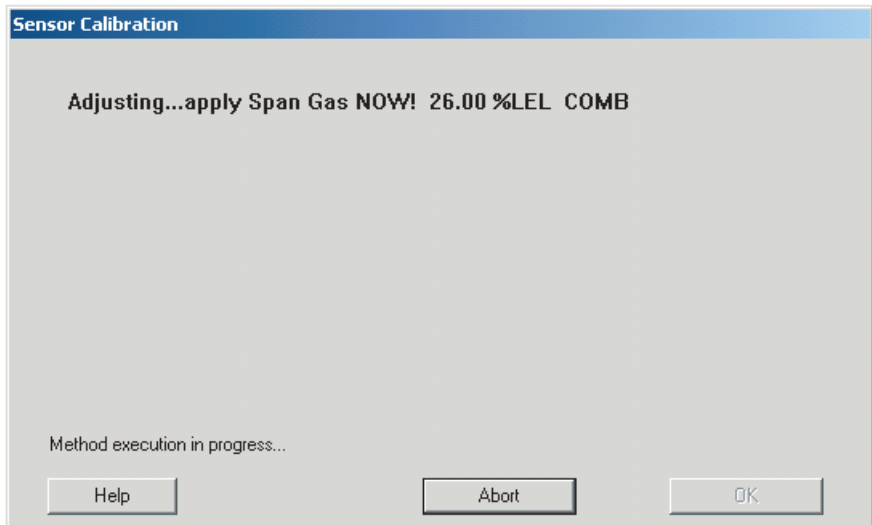 Sensor Calibration
Adjusting...apply Span Gas NOW! 26.00 %LEL COMB
Method execution in progress...
Help Abort OK